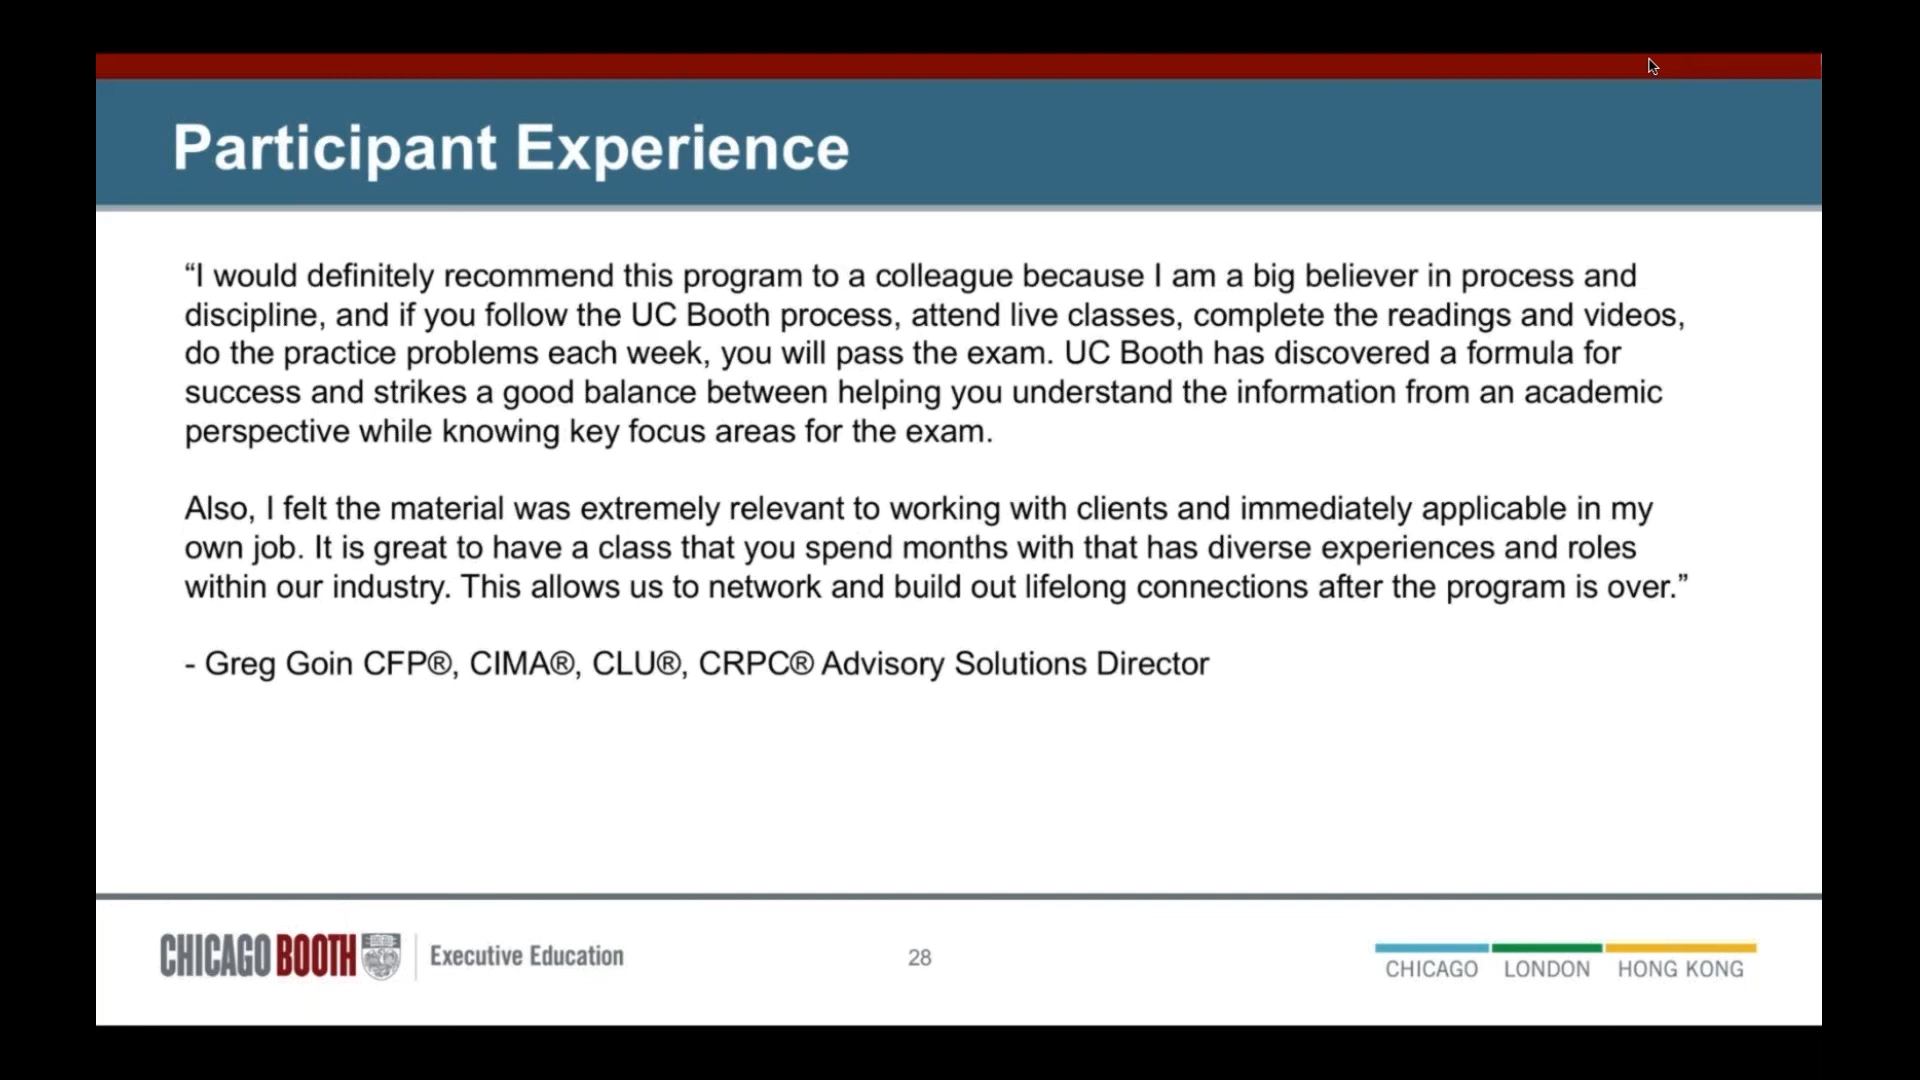 Participant Experience
“I would definitely recommend this program to a colleague because I am a big believer in process and
discipline, and if you follow the UC Booth process, attend live classes, complete the readings and videos,
do the practice problems each week, you will pass the exam. UC Booth has discovered a formula for
success and strikes a good balance between helping you understand the information from an academic
perspective while knowing key focus areas for the exam.
Also, I felt the material was extremely relevant to working with clients and immediately applicable in my
own job. It is great to have a class that you spend months with that has diverse experiences and roles
within our industry. This allows us to network and build out lifelong connections after the program is over.”
- Greg Goin CFP®, CIMA®, CLU®, CRPC® Advisory Solutions Director
CHICAGO BOOTH Executive Education
28
CHICAGO LONDON HONG KONG